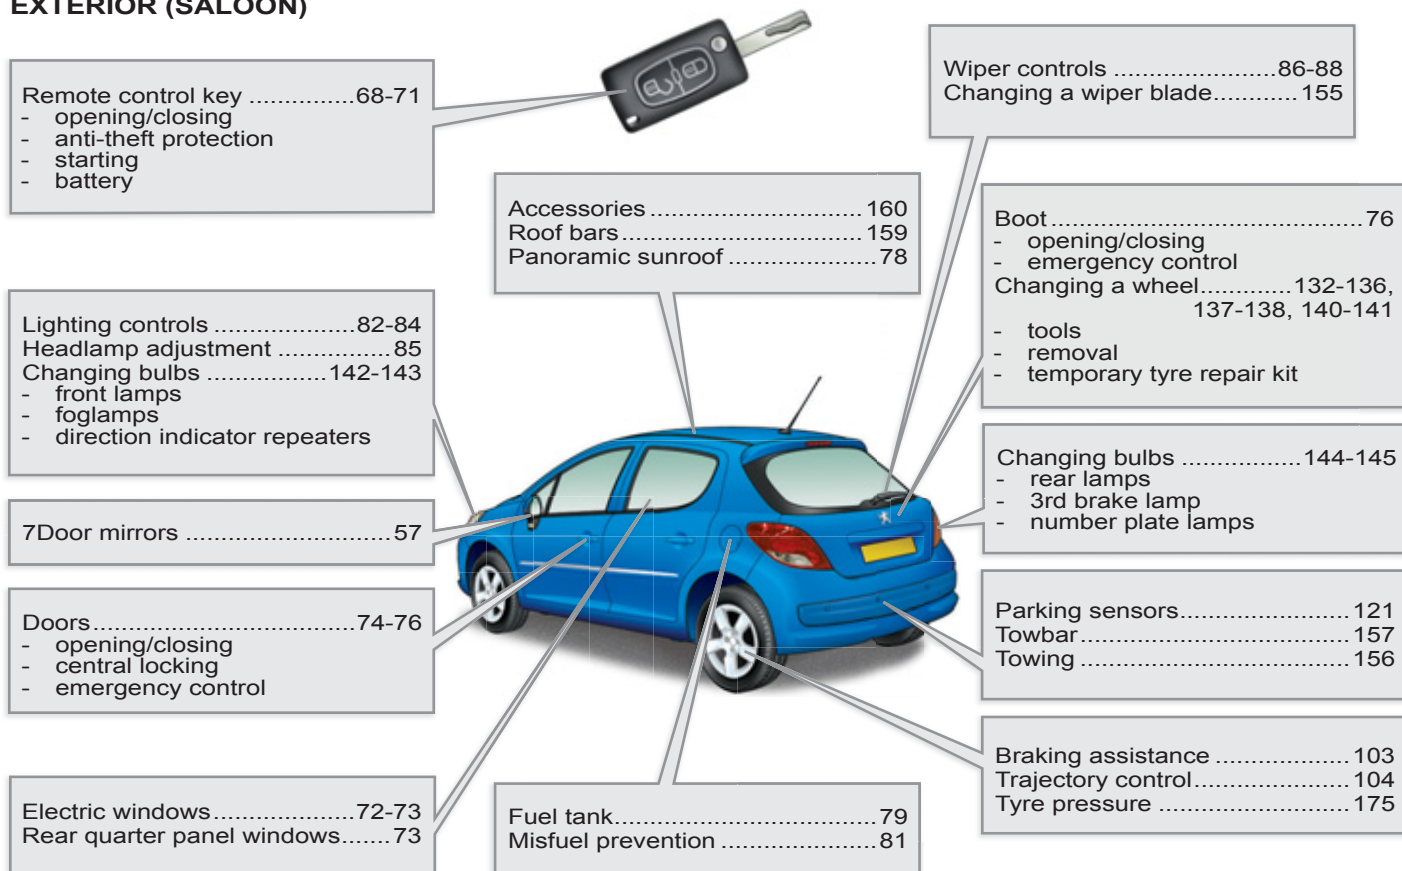 EXTERIOR (SALOON)
Remote control key ...............68-71
- opening/closing
- anti-theft protection
- starting
- battery
Wiper controls .......................86-88
Changing a wiper blade............155
Accessories ............................. 160
Roof bars ................................. 159
Panoramic sunroof .....................78
Boot ...........................................76
- opening/closing
- emergency control
Changing a wheel.............132-136,
137-138, 140-141
- tools
- removal
- temporary tyre repair kit
Lighting controls ....................82-84
Headlamp adjustment ................85
Changing bulbs .................142-143
- front lamps
- foglamps
- direction indicator repeaters
Changing bulbs .................144-145
- rear lamps
- 3rd brake lamp
- number plate lamps
7Door mirrors .............................57
Doors.....................................74-76
- opening/closing
- central locking
- emergency control
Parking sensors........................121
Towbar ..................................... 157
Towing ..................................... 156
Braking assistance ...................103
Trajectory control......................104
Tyre pressure ...........................175
Electric windows....................72-73
Rear quarter panel windows.......73
Fuel tank....................................79
Misfuel prevention ......................81